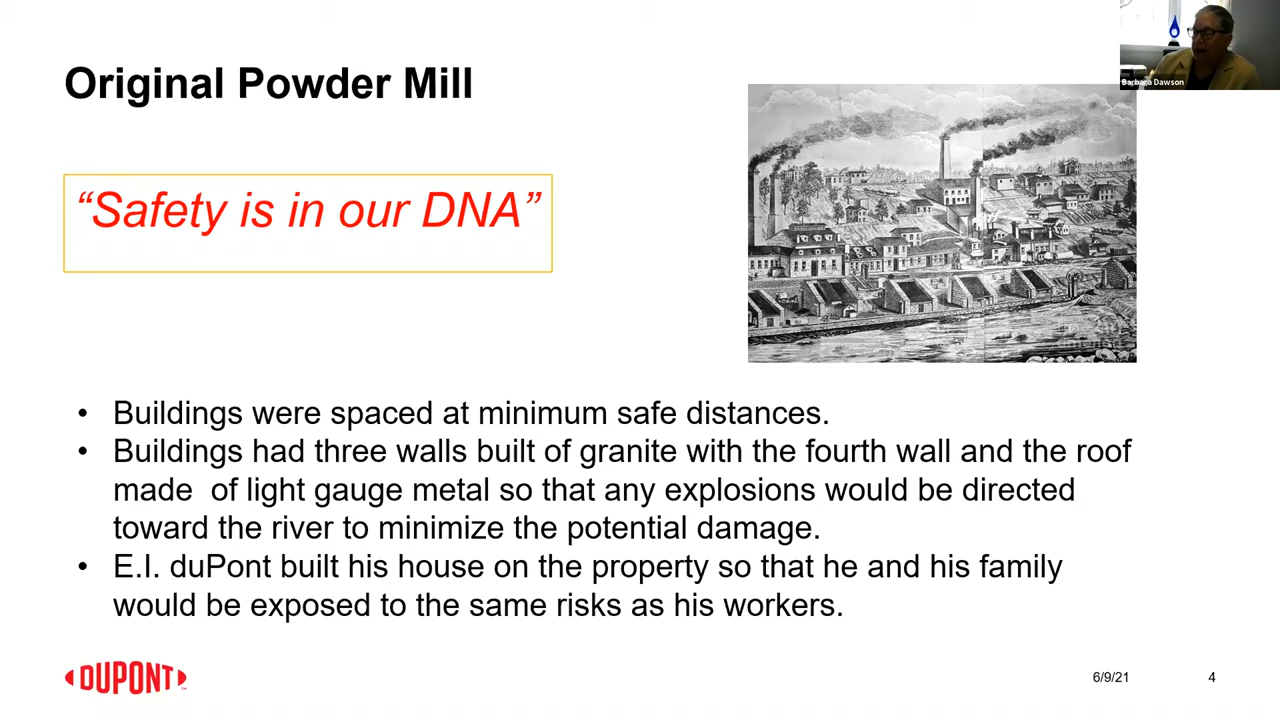 Original Powder Mill
Barbara Dawson
“Safety is in our DNA”
• Buildings were spaced at minimum safe distances.
• Buildings had three walls built of granite with the fourth wall and the roof
made  of light gauge metal so that any explosions would be directed
toward the river to minimize the potential damage.
• E.I. duPont built his house on the property so that he and his family
would be exposed to the same risks as his workers.
DUPONT™
6/9/21
4